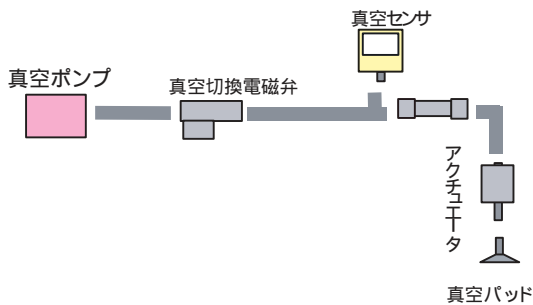 真空センサ
真空ポンプ
真空切換電磁弁
アクチュエータ
真空パッド